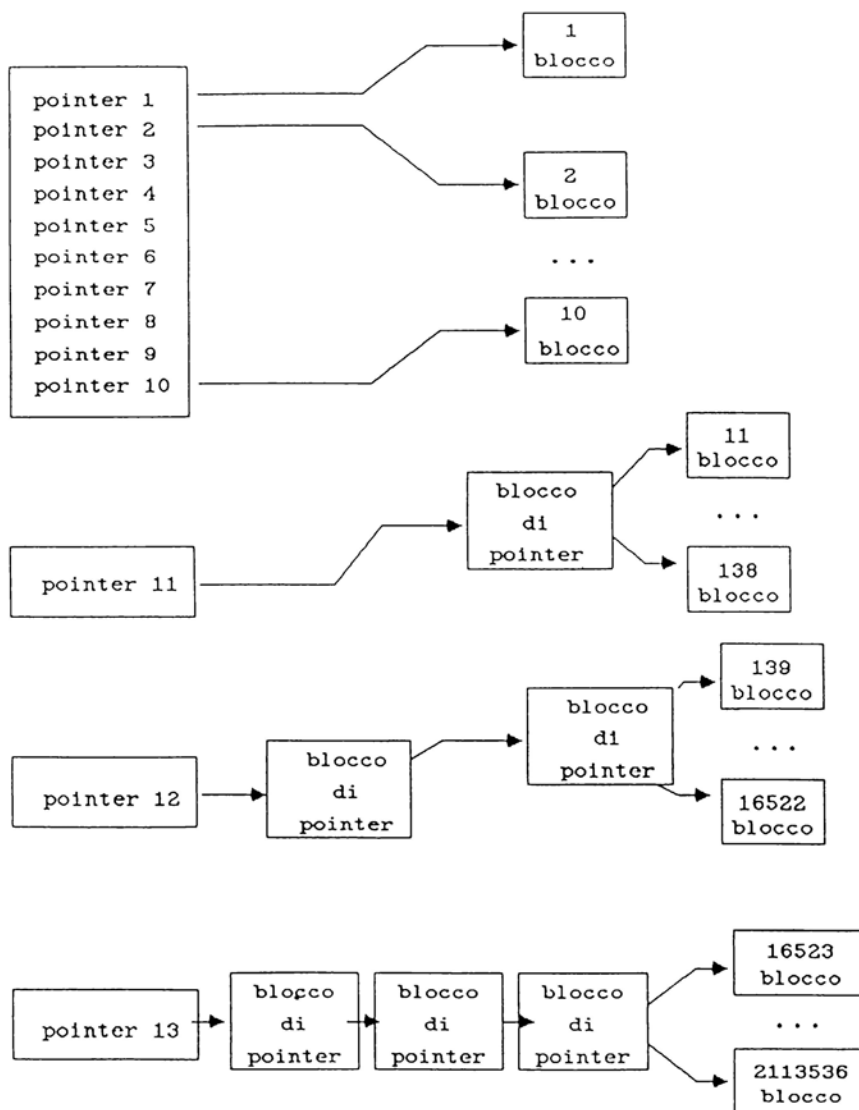 1
blocco
pointer 1
pointer 2
pointer 3
pointer 4
pointer 5
pointer 6
pointer 7
pointer 8
pointer 9
pointer 10
2
blocco
...
10
blocco
11
blocco
blocco
di
pointer
...
138
blocco
pointer 11
139
blocco
blocco
di
pointer
...
blocco
di
pointer
pointer 12
16522
blocco
16523
blocco
blocco
di
pointer
blocco
di
pointer
blocco
di
pointer
pointer 13
...
2113536
blocco